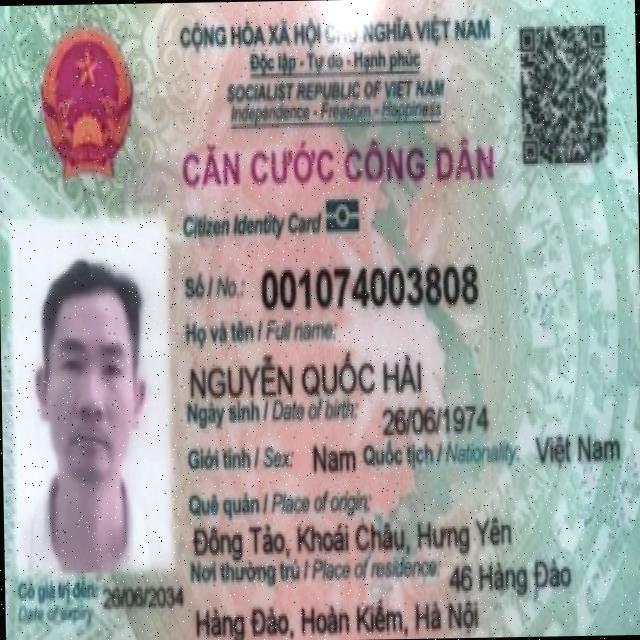 CỘNG HÒA XÃ HỘI CHỦ NGHĨA VIỆT NAM
Độc lập - Tự do - Hạnh phúc
SOCIALIST REPUBLIC OF VIET NAM
Independence - Freedom - Happiness
CĂN CƯỚC CÔNG DÂN
Citizen Identity Card
Số / No.: 001074003808
Họ và tên / Full name:
NGUYỄN QUỐC HẢI
Ngày sinh / Date of birth: 26/06/1974
Giới tính / Sex: Nam Quốc tịch / Nationality: Việt Nam
Quê quán / Place of origin:
Đông Tảo, Khoái Châu, Hưng Yên
Nơi thường trú / Place of residence: 46 Hàng Đào
Hàng Đào, Hoàn Kiếm, Hà Nội
Có giá trị đến: 26/06/2034
Date of expiry